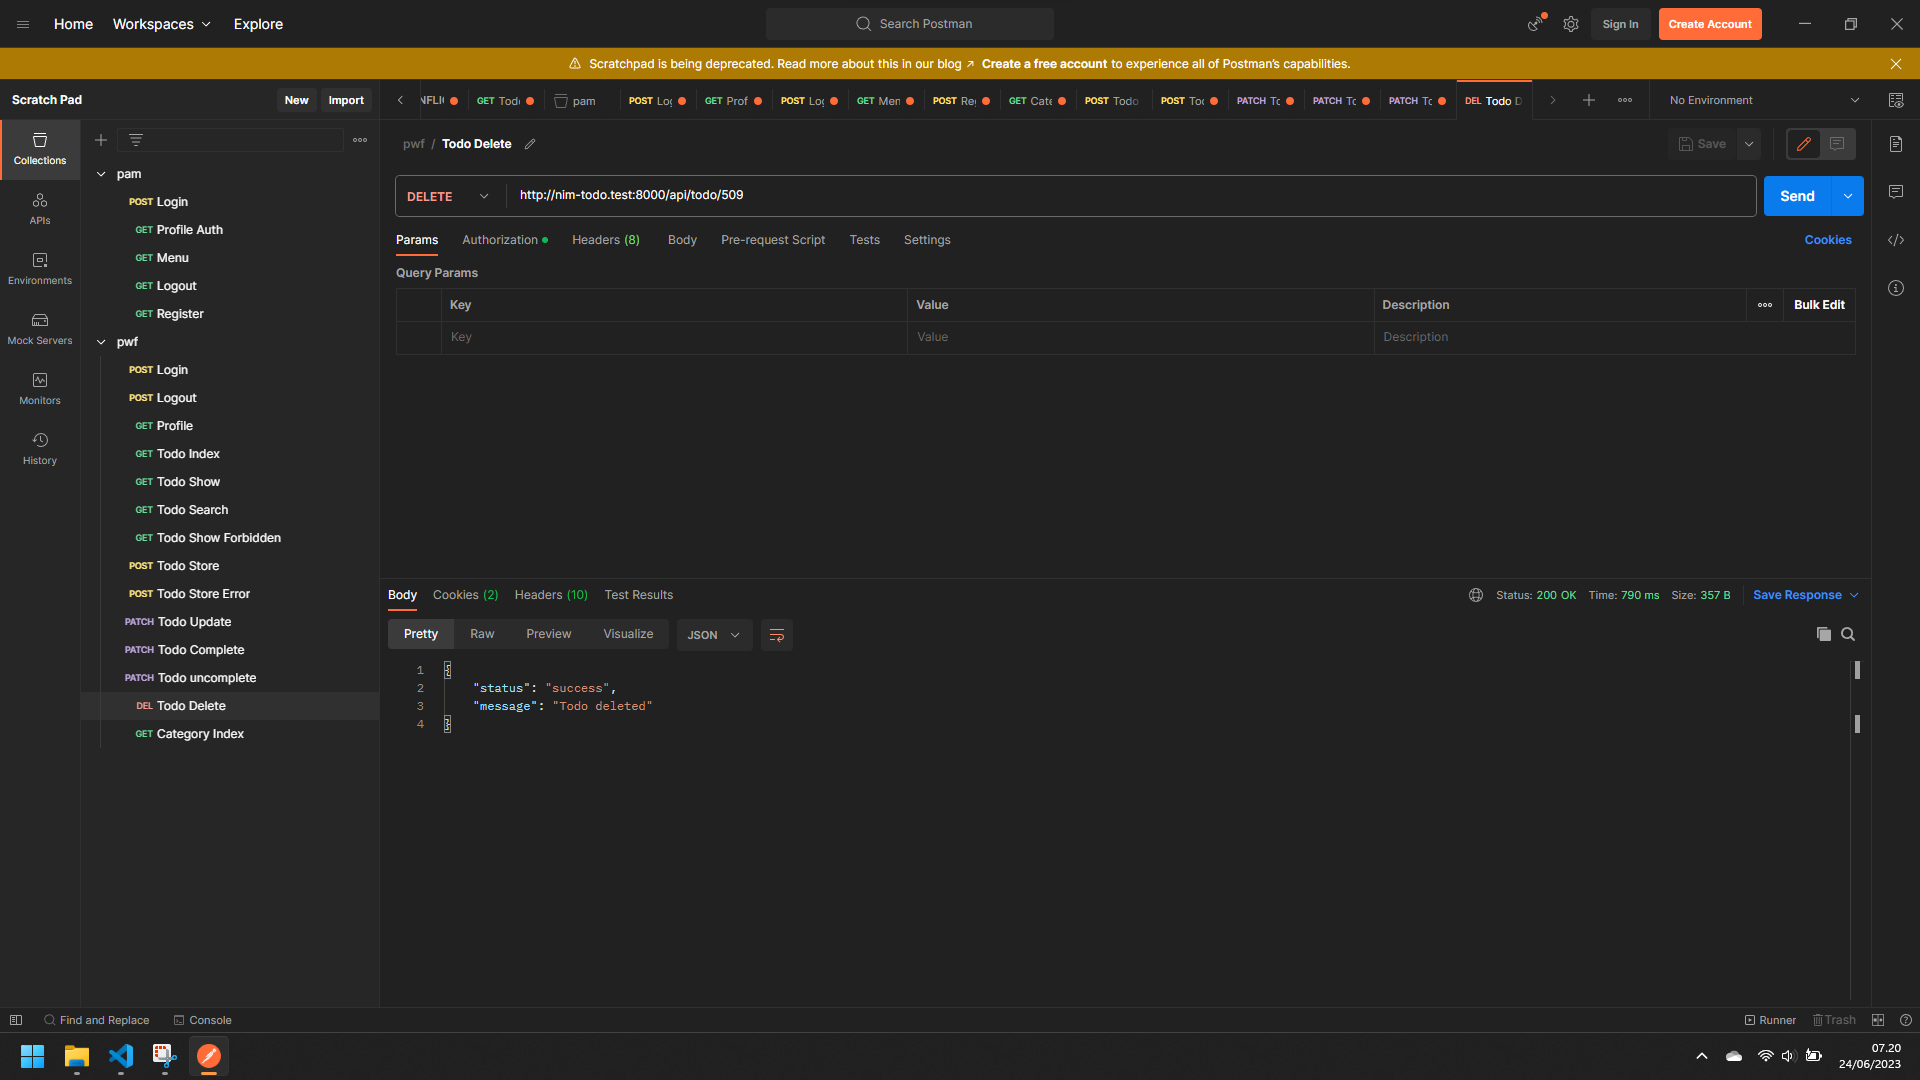 Home Workspaces Explore Search Postman Sign In Create Account
Scratchpad is being deprecated. Read more about this in our blog ↗ Create a free account to experience all of Postman's capabilities.
Scratch Pad New Import
NFLI GET Tod pam POST Log GET Prof POST Log GET Men POST Reg GET Cate POST Todo POST Toc PATCH Tc PATCH Tc PATCH Tc DEL Todo D No Environment
Collections
APIs
Environments
Mock Servers
Monitors
History
pam
POST Login
GET Profile Auth
GET Menu
GET Logout
GET Register
pwf
POST Login
POST Logout
GET Profile
GET Todo Index
GET Todo Show
GET Todo Search
GET Todo Show Forbidden
POST Todo Store
POST Todo Store Error
PATCH Todo Update
PATCH Todo Complete
PATCH Todo uncomplete
DEL Todo Delete
GET Category Index
pwf / Todo Delete Save
DELETE http://nim-todo.test:8000/api/todo/509 Send
Params Authorization Headers (8) Body Pre-request Script Tests Settings Cookies
Query Params
Key Value Description Bulk Edit
Key Value Description
Body Cookies (2) Headers (10) Test Results Status: 200 OK Time: 790 ms Size: 357 B Save Response
Pretty Raw Preview Visualize JSON
1 {
2 "status": "success",
3 "message": "Todo deleted"
4 }
Find and Replace Console Runner Trash
07.20
24/06/2023